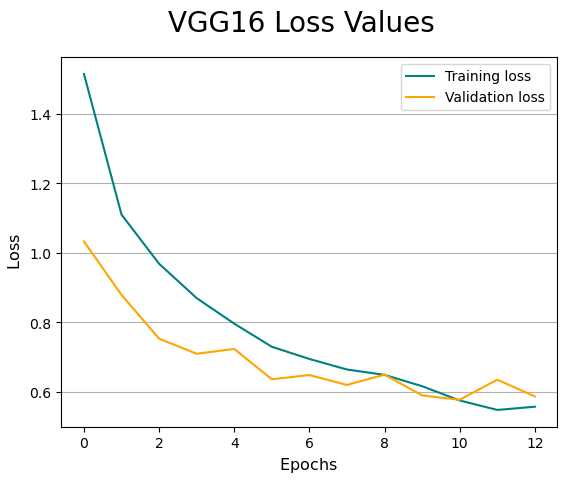 VGG16 Loss Values
Training loss
Validation loss
1.4
1.2
1.0
0.8
0.6
Loss
0 2 4 6 8 10 12
Epochs